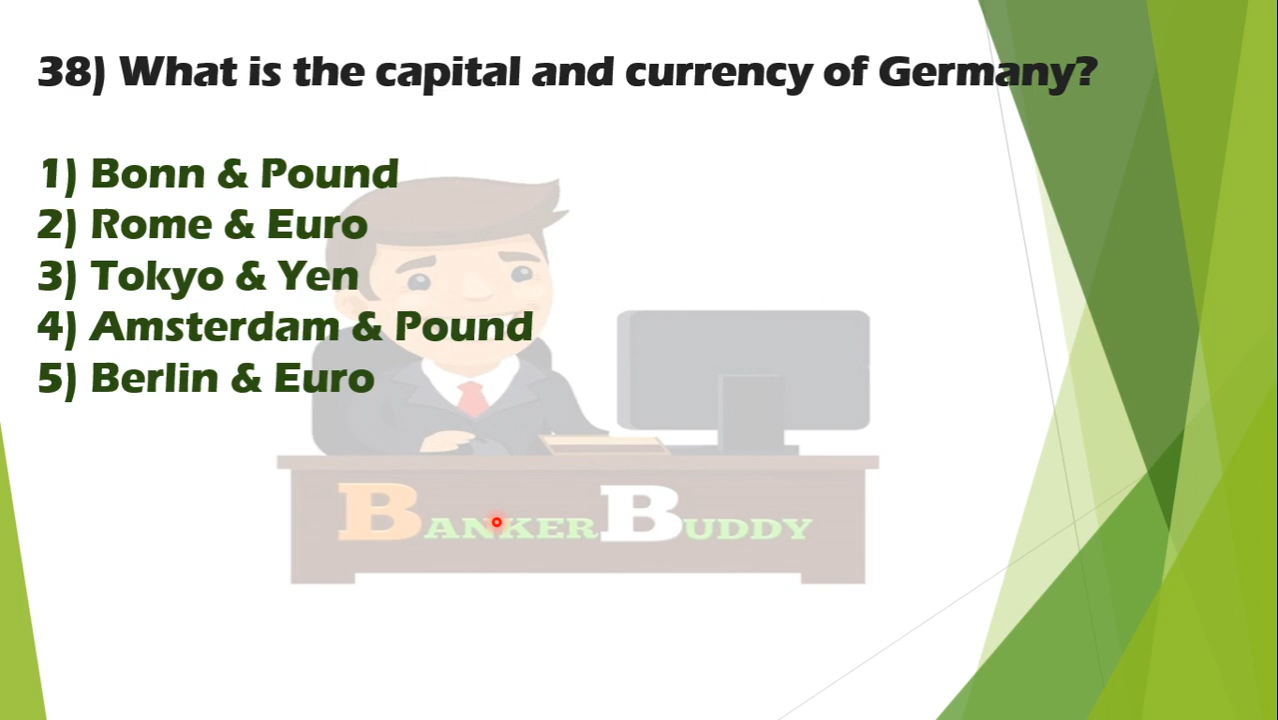 38) What is the capital and currency of Germany?
1) Bonn & Pound
2) Rome & Euro
3) Tokyo & Yen
4) Amsterdam & Pound
5) Berlin & Euro
BANKERBUDDY